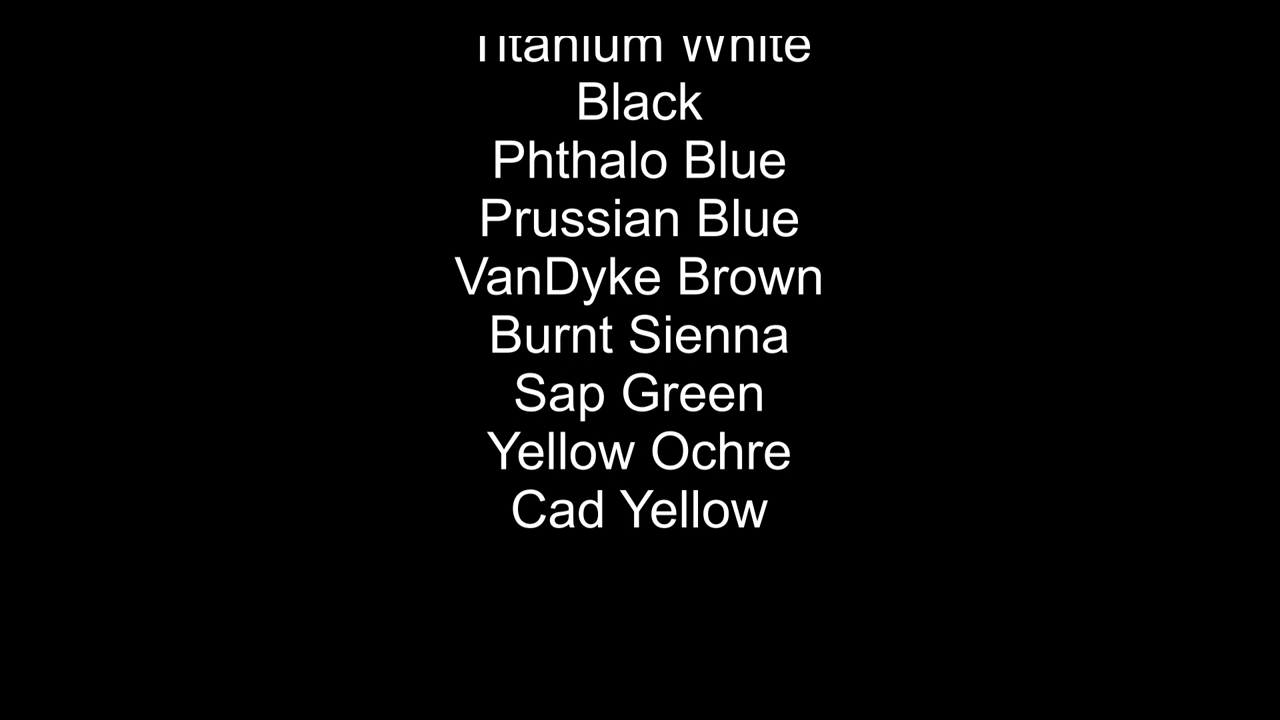 Titanium White
Black
Phthalo Blue
Prussian Blue
VanDyke Brown
Burnt Sienna
Sap Green
Yellow Ochre
Cad Yellow